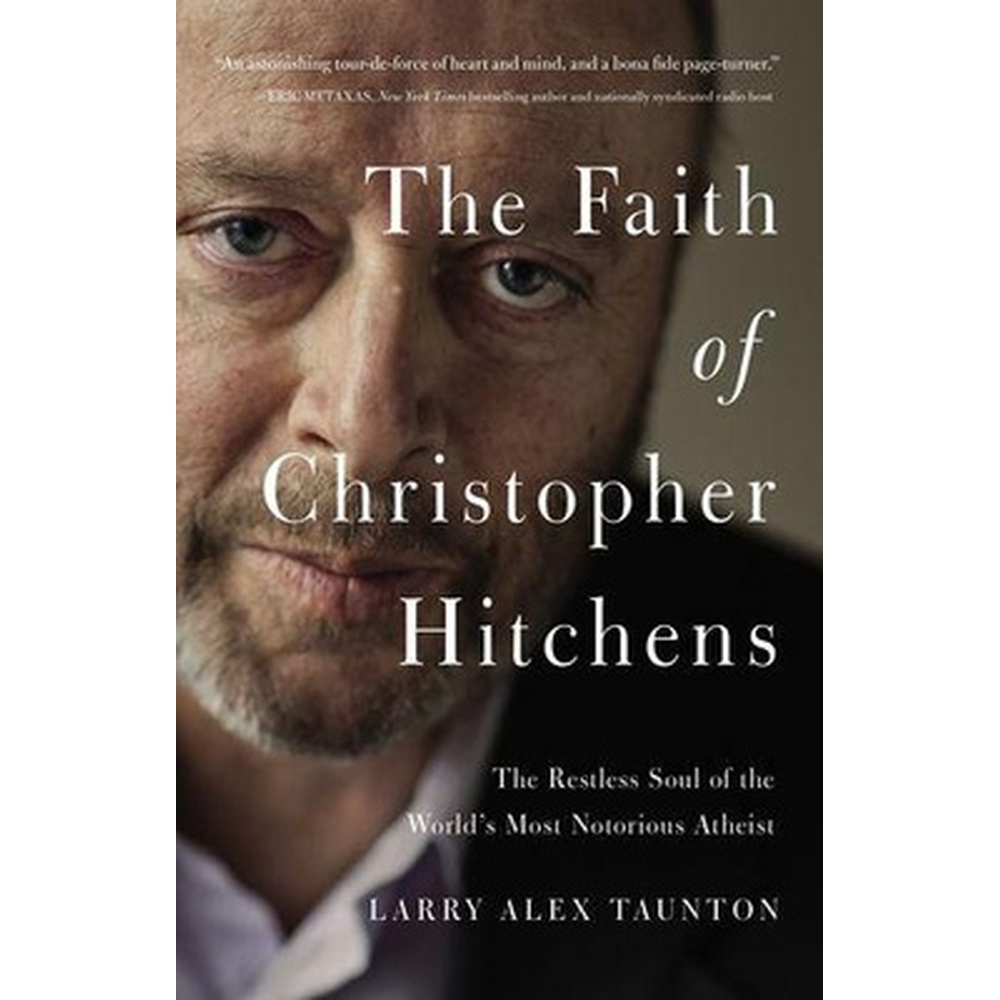 "An astonishing tour-de-force of heart and mind, and a bona fide page-turner."
—ERIC METAXAS, New York Times bestselling author and nationally syndicated radio host
The Faith
of
Christopher
Hitchens
The Restless Soul of the
World's Most Notorious Atheist
LARRY ALEX TAUNTON